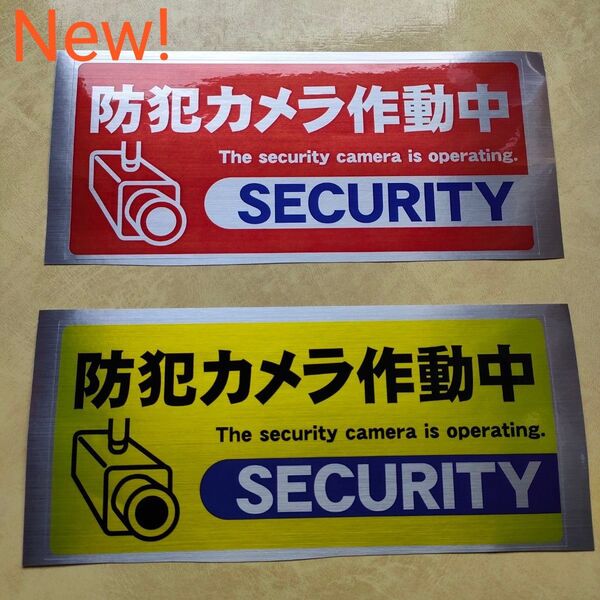 New!
防犯カメラ作動中
The security camera is operating.
SECURITY
防犯カメラ作動中
The security camera is operating.
SECURITY